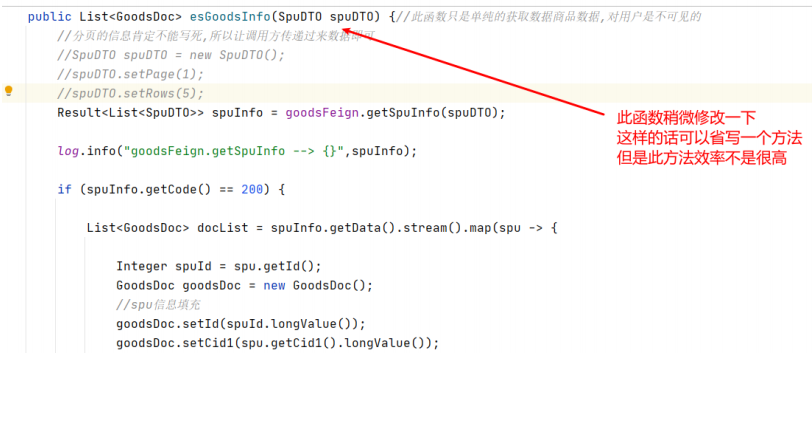 public List<GoodsDoc> esGoodsInfo(SpuDTO spuDTO) {//此函数只是单纯的获取数据商品数据,对用户是不可见的
//分页的信息肯定不能写死,所以让调用方传递过来数据即可
//SpuDTO spuDTO = new SpuDTO();
//spuDTO.setPage(1);
//spuDTO.setRows(5);
Result<List<SpuDTO>> spuInfo = goodsFeign.getSpuInfo(spuDTO);
此函数稍微修改一下
这样的话可以省写一个方法
但是此方法效率不是很高
log.info("goodsFeign.getSpuInfo --> {}",spuInfo);
if (spuInfo.getCode() == 200) {
List<GoodsDoc> docList = spuInfo.getData().stream().map(spu -> {
Integer spuId = spu.getId();
GoodsDoc goodsDoc = new GoodsDoc();
//spu信息填充
goodsDoc.setId(spuId.longValue());
goodsDoc.setCid1(spu.getCid1().longValue());